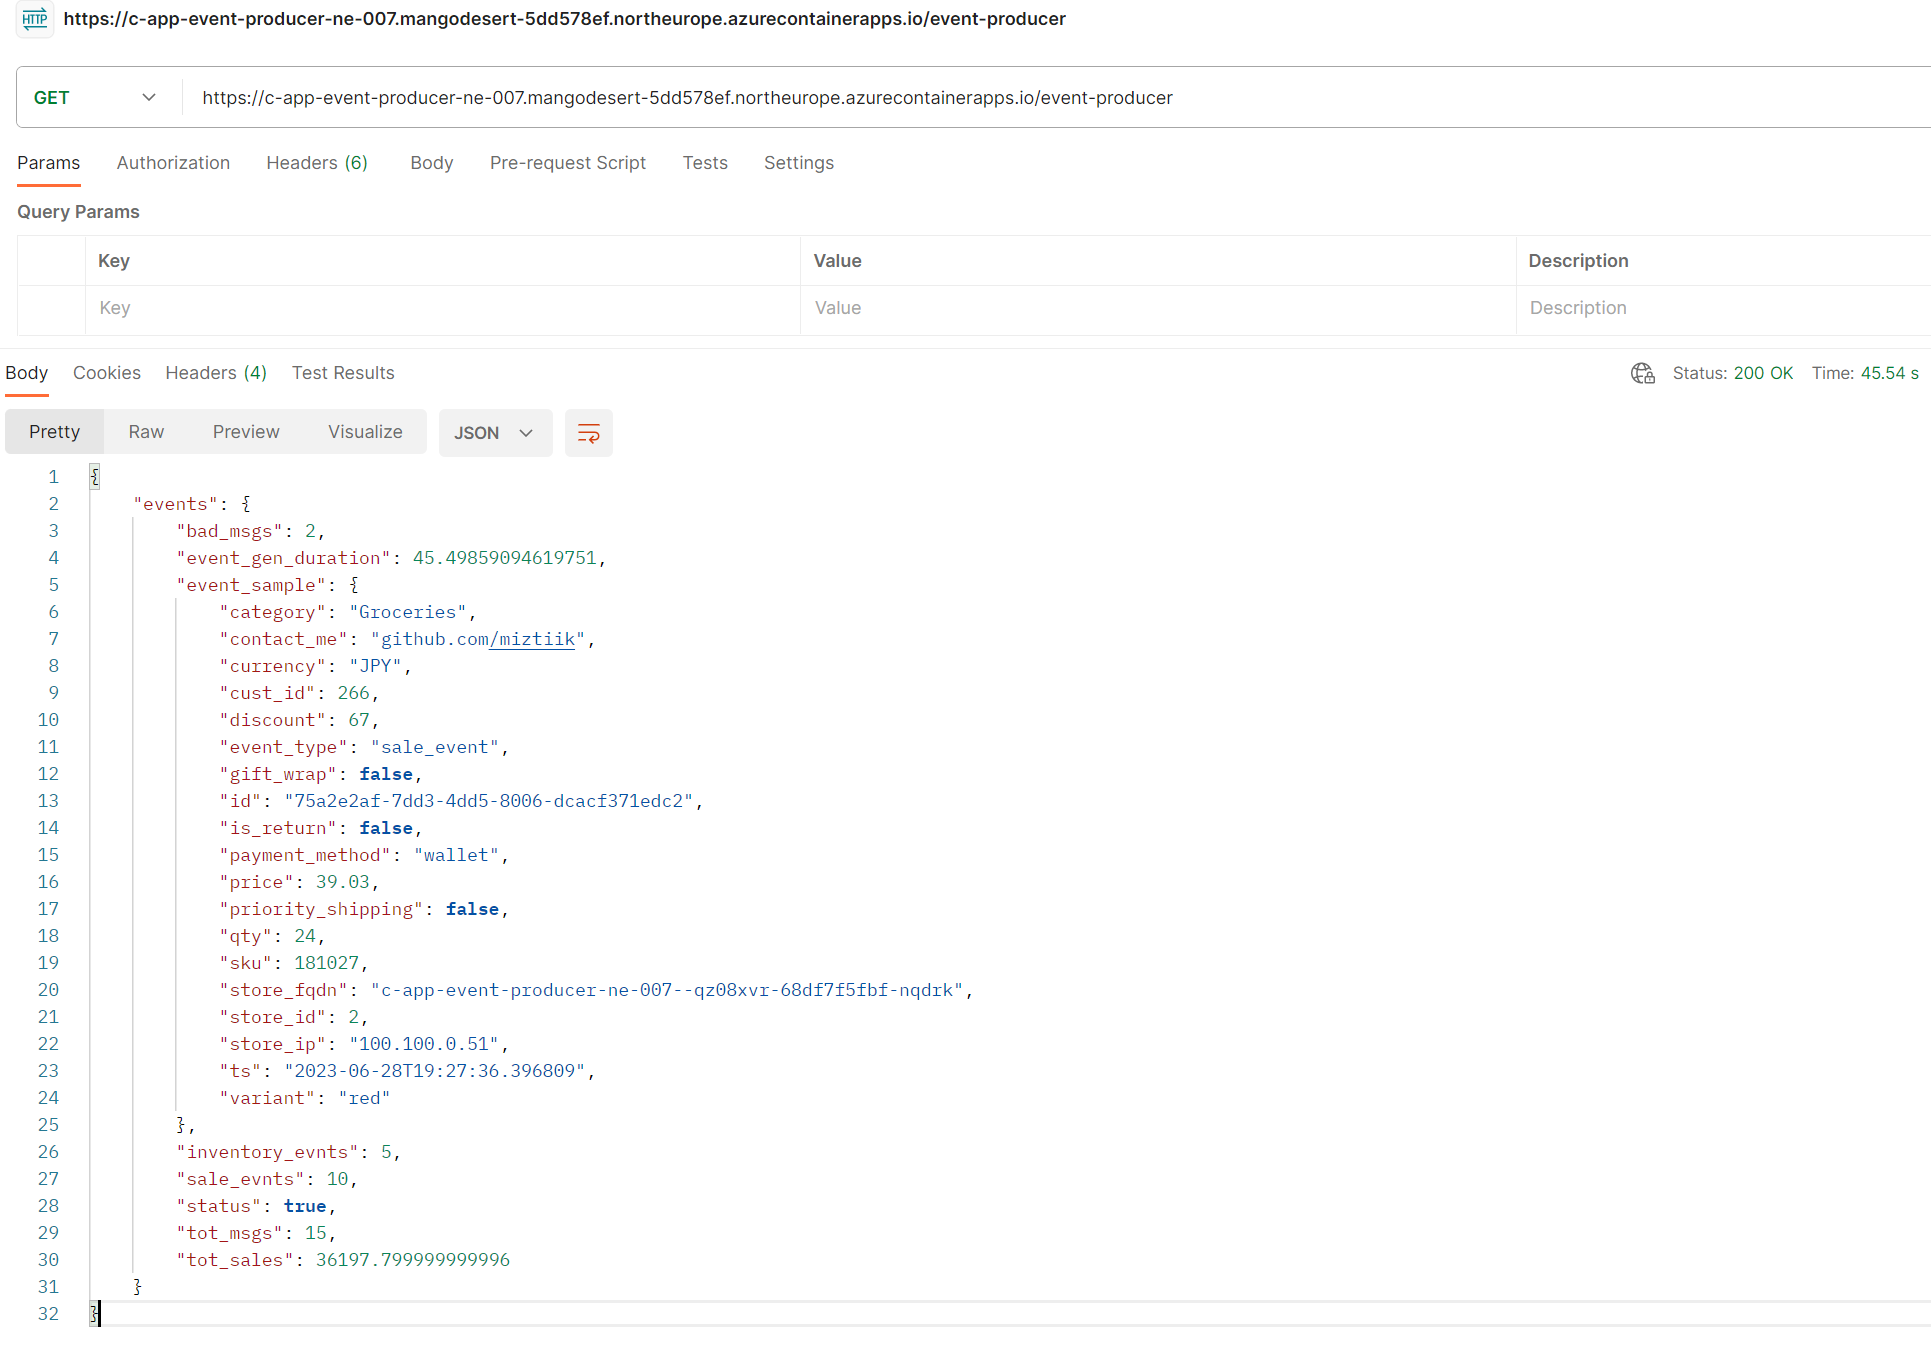 HTTP https://c-app-event-producer-ne-007.mangodesert-5dd578ef.northeurope.azurecontainerapps.io/event-producer
GET https://c-app-event-producer-ne-007.mangodesert-5dd578ef.northeurope.azurecontainerapps.io/event-producer
Params Authorization Headers (6) Body Pre-request Script Tests Settings
Query Params
Key Value Description
Key Value Description
Body Cookies Headers (4) Test Results Status: 200 OK Time: 45.54 s
Pretty Raw Preview Visualize JSON
1 {
2 "events": {
3 "bad_msgs": 2,
4 "event_gen_duration": 45.49859094619751,
5 "event_sample": {
6 "category": "Groceries",
7 "contact_me": "github.com/miztiik",
8 "currency": "JPY",
9 "cust_id": 266,
10 "discount": 67,
11 "event_type": "sale_event",
12 "gift_wrap": false,
13 "id": "75a2e2af-7dd3-4dd5-8006-dcacf371edc2",
14 "is_return": false,
15 "payment_method": "wallet",
16 "price": 39.03,
17 "priority_shipping": false,
18 "qty": 24,
19 "sku": 181027,
20 "store_fqdn": "c-app-event-producer-ne-007--qz08xvr-68df7f5fbf-nqdrk",
21 "store_id": 2,
22 "store_ip": "100.100.0.51",
23 "ts": "2023-06-28T19:27:36.396809",
24 "variant": "red"
25 },
26 "inventory_evnts": 5,
27 "sale_evnts": 10,
28 "status": true,
29 "tot_msgs": 15,
30 "tot_sales": 36197.799999999996
31 }
32 }